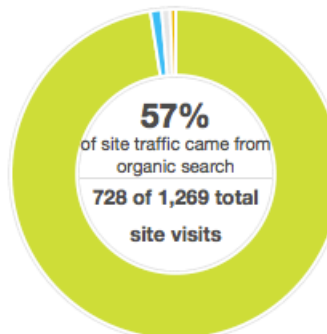 57%
of site traffic came from
organic search
728 of 1,269 total
site visits